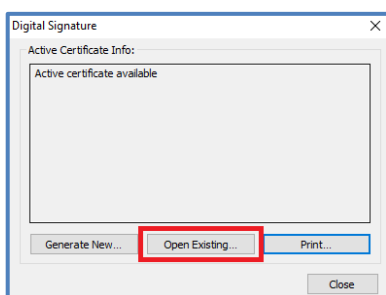 Digital Signature
Active Certificate Info:
Active certificate available
Generate New...
Open Existing...
Print...
Close